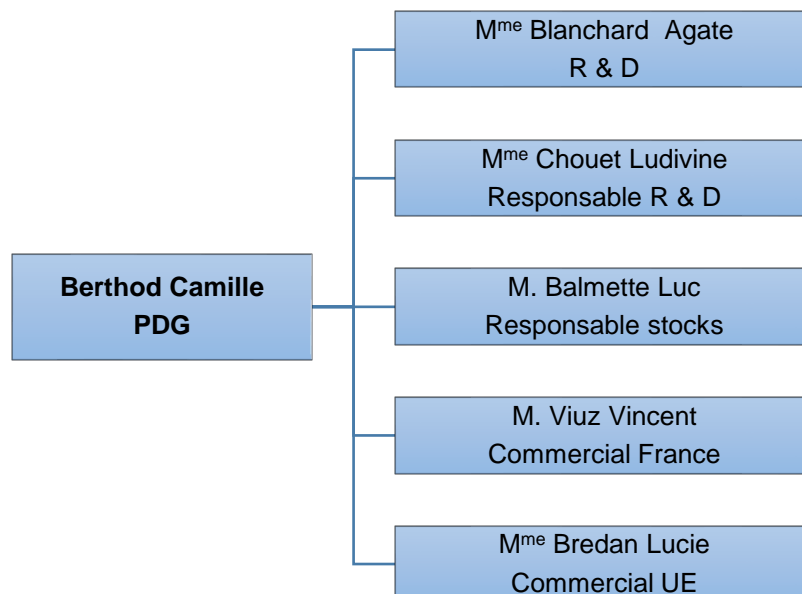 Mme Blanchard Agate
R & D
Mme Chouet Ludivine
Responsable R & D
Berthod Camille
PDG
M. Balmette Luc
Responsable stocks
M. Viuz Vincent
Commercial France
Mme Bredan Lucie
Commercial UE